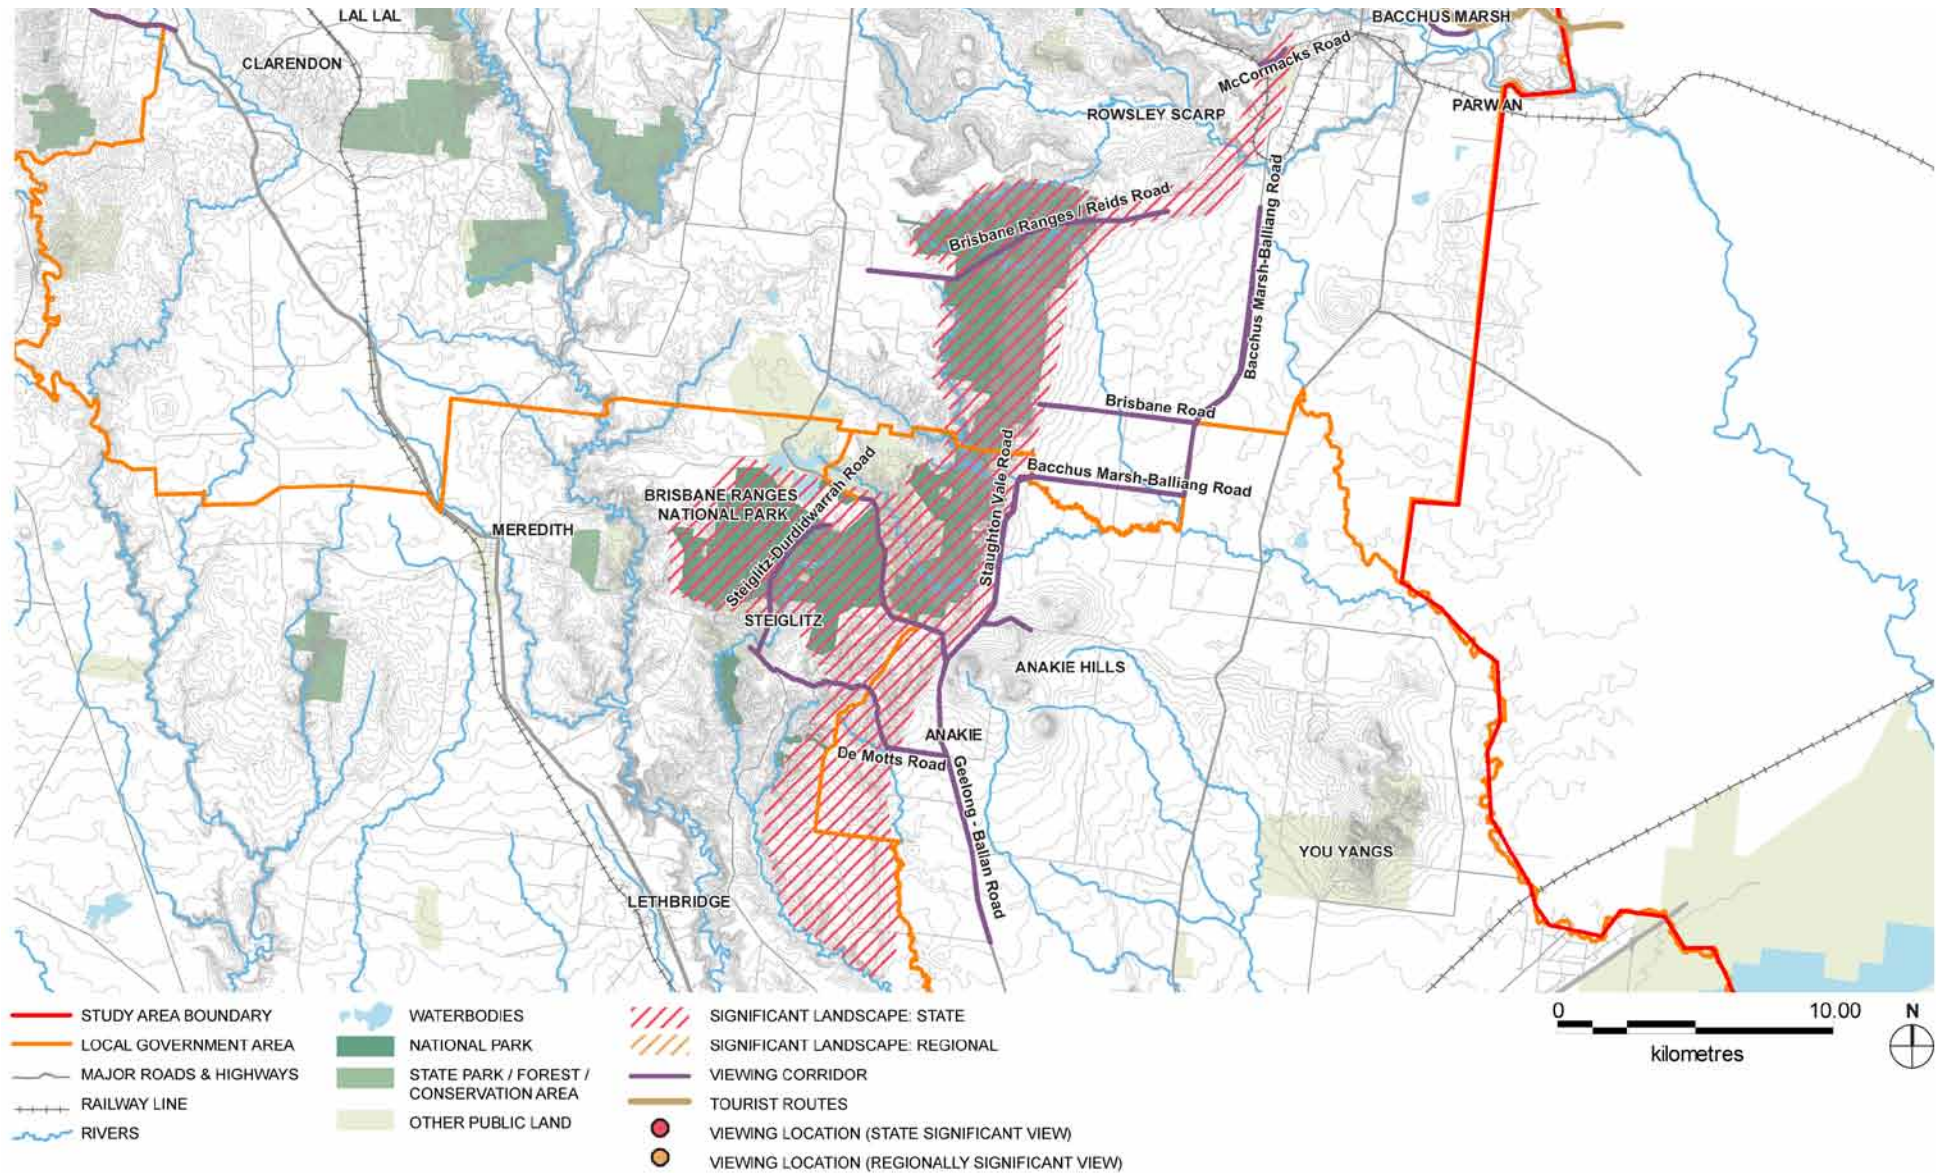 LAL LAL
BACCHUS MARSH
CLARENDON
McCormacks Road
PARWAN
ROWSLEY SCARP
Brisbane Ranges / Reids Road
Bacchus Marsh-Balliang Road
Brisbane Road
Bacchus Marsh-Balliang Road
Staughton Vale Road
Steiglitz-Durdidwarrah Road
BRISBANE RANGES
NATIONAL PARK
MEREDITH
STEIGLITZ
ANAKIE HILLS
ANAKIE
De Motts Road
Geelong - Ballan Road
YOU YANGS
LETHBRIDGE
STUDY AREA BOUNDARY
LOCAL GOVERNMENT AREA
MAJOR ROADS & HIGHWAYS
RAILWAY LINE
RIVERS
WATERBODIES
NATIONAL PARK
STATE PARK / FOREST /
CONSERVATION AREA
OTHER PUBLIC LAND
SIGNIFICANT LANDSCAPE: STATE
SIGNIFICANT LANDSCAPE: REGIONAL
VIEWING CORRIDOR
TOURIST ROUTES
VIEWING LOCATION (STATE SIGNIFICANT VIEW)
VIEWING LOCATION (REGIONALLY SIGNIFICANT VIEW)
0 10.00
kilometres
N